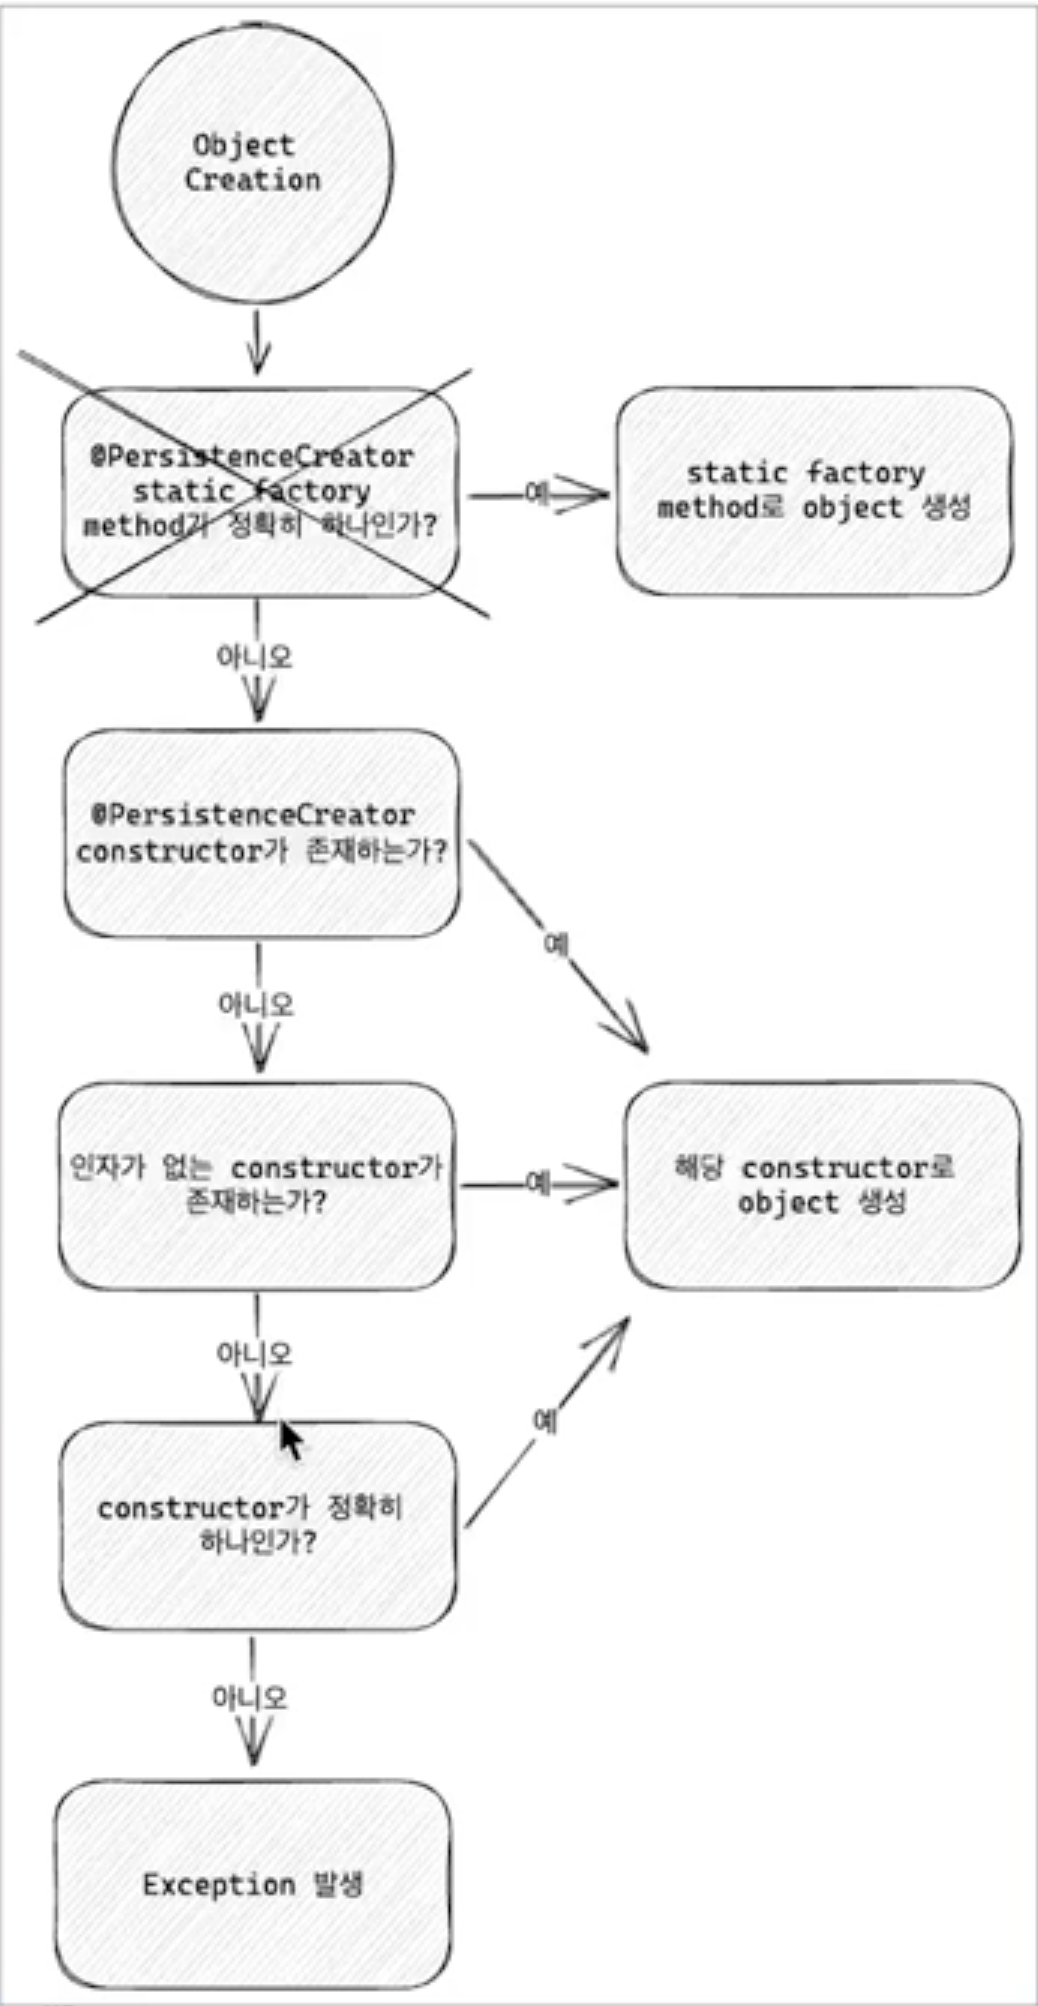 Object
Creation
@PersistenceCreator
static factory
method가 정확히 하나인가?
예
static factory
method로 object 생성
아니오
@PersistenceCreator
constructor가 존재하는가?
예
아니오
인자가 없는 constructor가
존재하는가?
예
해당 constructor로
object 생성
아니오
예
constructor가 정확히
하나인가?
아니오
Exception 발생